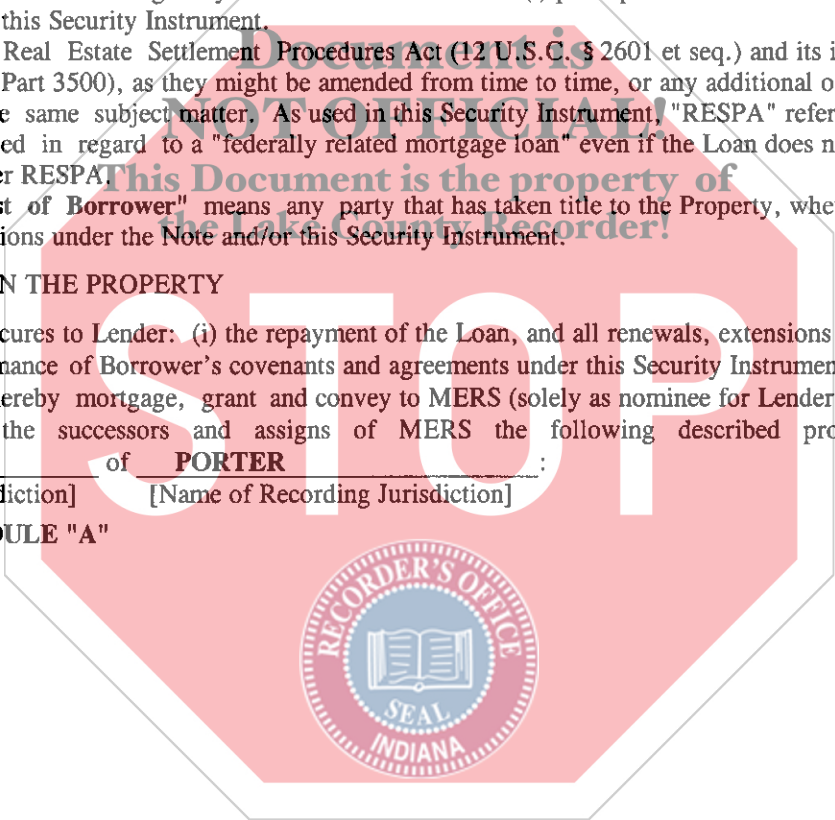 this Security Instrument.
Document is
Real Estate Settlement Procedures Act (12 U.S.C. § 2601 et seq.) and its i
Part 3500), as they might be amended from time to time, or any additional o
NOT OFFICIAL!
e same subject matter. As used in this Security Instrument, "RESPA" refer
ed in regard to a "federally related mortgage loan" even if the Loan does n
er RESPA.
This Document is the property of
st of Borrower" means any party that has taken title to the Property, whe
the Lake County Recorder!
ions under the Note and/or this Security Instrument.
N THE PROPERTY
cures to Lender: (i) the repayment of the Loan, and all renewals, extensions
nance of Borrower's covenants and agreements under this Security Instrumen
ereby mortgage, grant and convey to MERS (solely as nominee for Lender
the successors and assigns of MERS the following described pro
of PORTER :
diction] [Name of Recording Jurisdiction]
STOP
DULE "A"
RECORDER'S OFFICE
SEAL
INDIANA